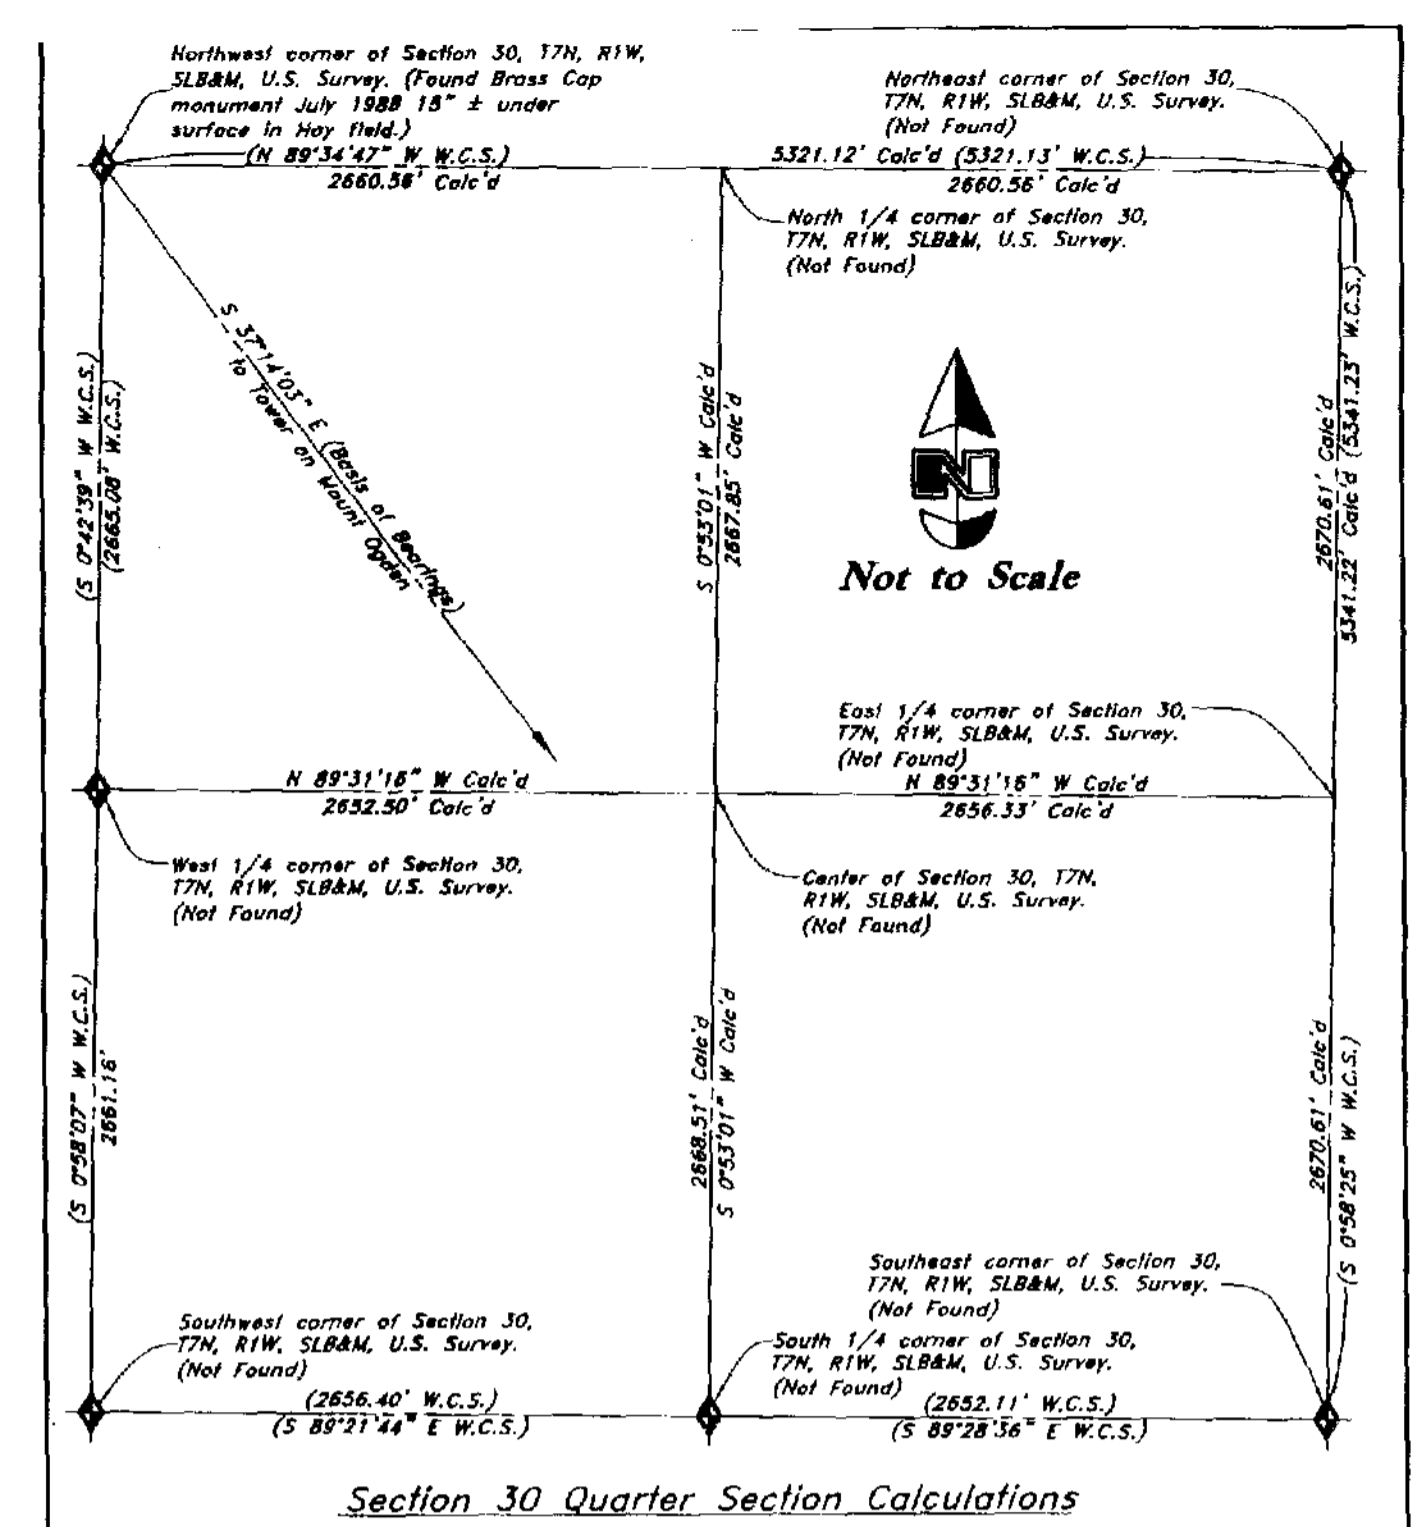 Northwest corner of Section 30, T7N, R1W,
SLB&M, U.S. Survey. (Found Brass Cap
monument July 1988 18" ± under
surface in Hay field.)
Northeast corner of Section 30,
T7N, R1W, SLB&M, U.S. Survey.
(Not Found)
(N 89°34'47" W W.C.S.)
2660.56' Calc'd
5321.12' Calc'd (5321.13' W.C.S.)
2660.56' Calc'd
North 1/4 corner of Section 30,
T7N, R1W, SLB&M, U.S. Survey.
(Not Found)
S 37°14'03" E (Basis of Bearings)
to Tower on Mount Ogden
(S 0°42'39" W W.C.S.)
(2665.08' W.C.S.)
S 0°53'01" W Calc'd
2667.85' Calc'd
N
Not to Scale
2670.61' Calc'd
5341.22' Calc'd (5341.23' W.C.S.)
East 1/4 corner of Section 30,
T7N, R1W, SLB&M, U.S. Survey.
(Not Found)
N 89°31'16" W Calc'd
2652.50' Calc'd
N 89°31'16" W Calc'd
2656.33' Calc'd
West 1/4 corner of Section 30,
T7N, R1W, SLB&M, U.S. Survey.
(Not Found)
Center of Section 30, T7N,
R1W, SLB&M, U.S. Survey.
(Not Found)
(S 0°58'07" W W.C.S.)
2661.16'
2668.51' Calc'd
S 0°53'01" W Calc'd
2670.61' Calc'd
(S 0°58'25" W W.C.S.)
Southeast corner of Section 30,
T7N, R1W, SLB&M, U.S. Survey.
(Not Found)
Southwest corner of Section 30,
T7N, R1W, SLB&M, U.S. Survey.
(Not Found)
South 1/4 corner of Section 30,
T7N, R1W, SLB&M, U.S. Survey.
(Not Found)
(2656.40' W.C.S.)
(S 89°21'44" E W.C.S.)
(2652.11' W.C.S.)
(S 89°28'36" E W.C.S.)
Section 30 Quarter Section Calculations